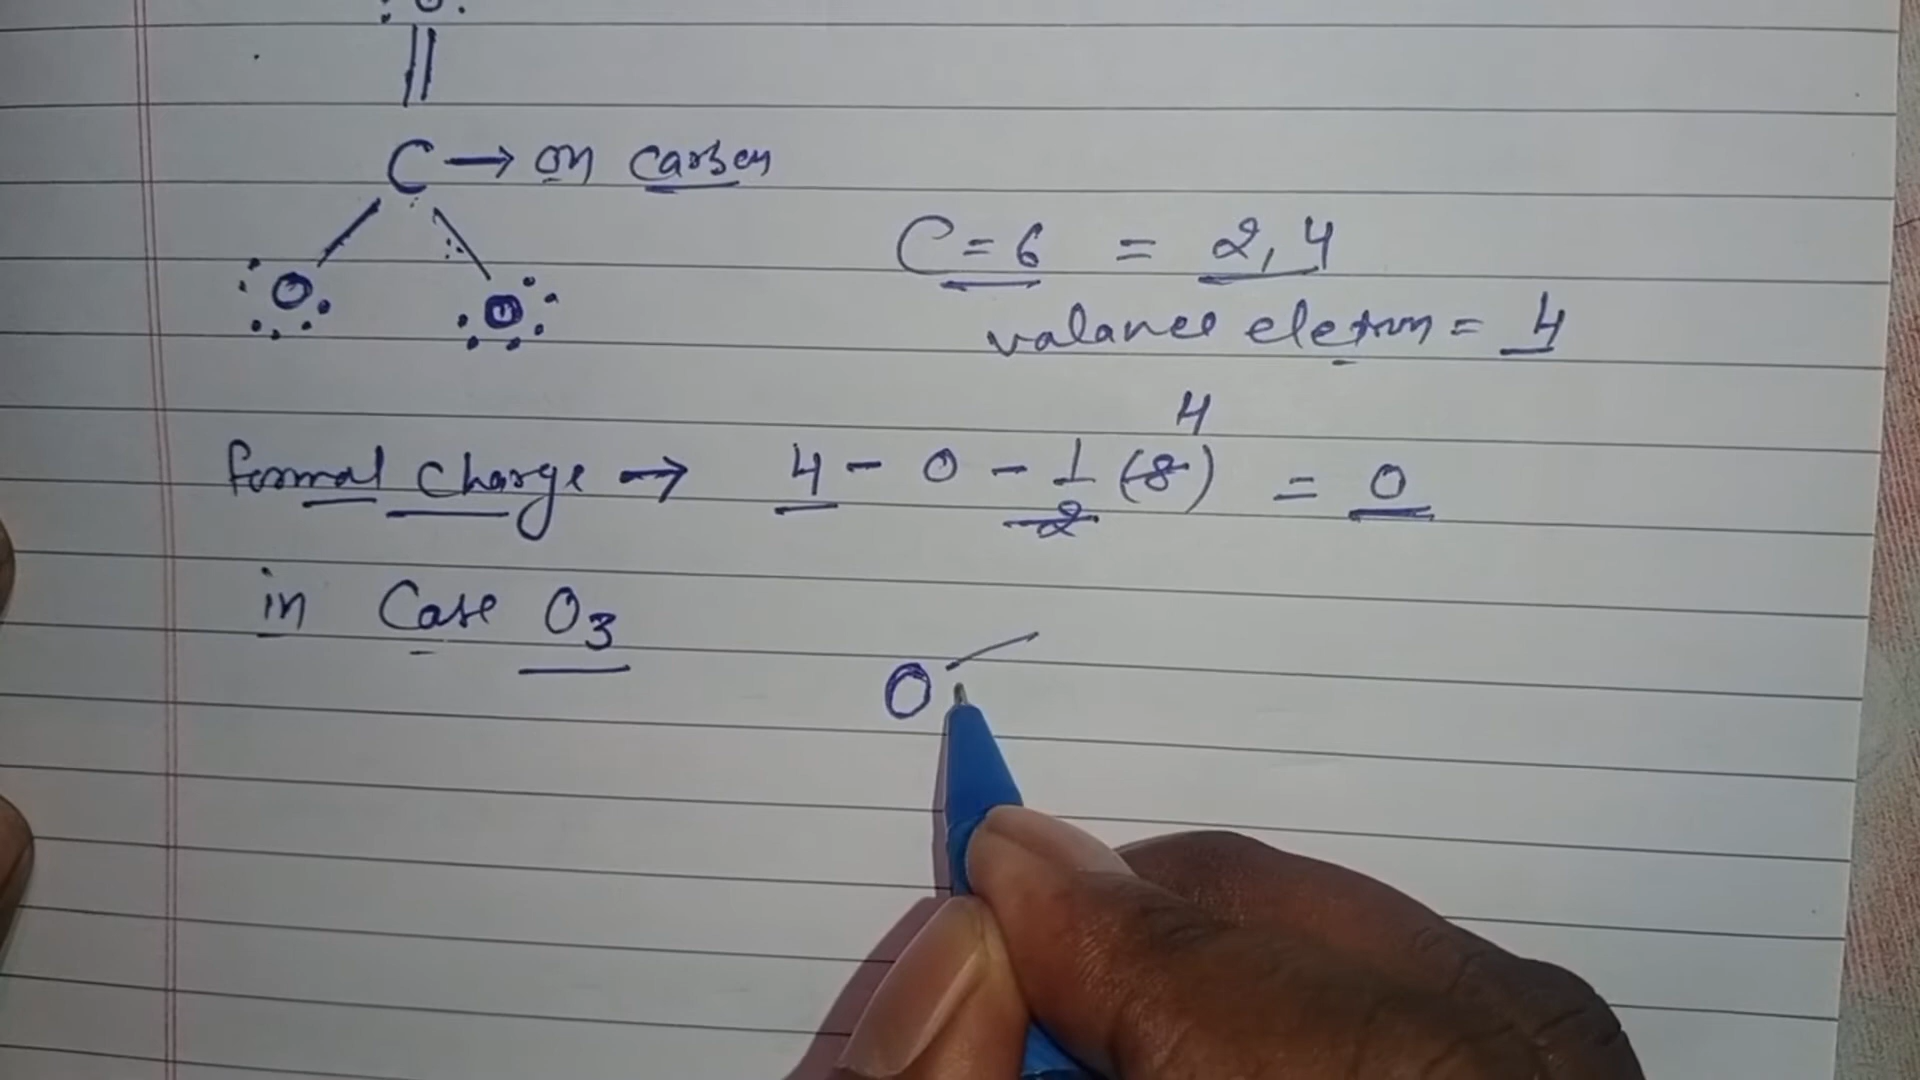 O
C → on carbon
O O
C = 6 = 2, 4
valance eletron = 4
4
formal charge → 4 - 0 - 1/2 (8) = 0
in Case O3
O